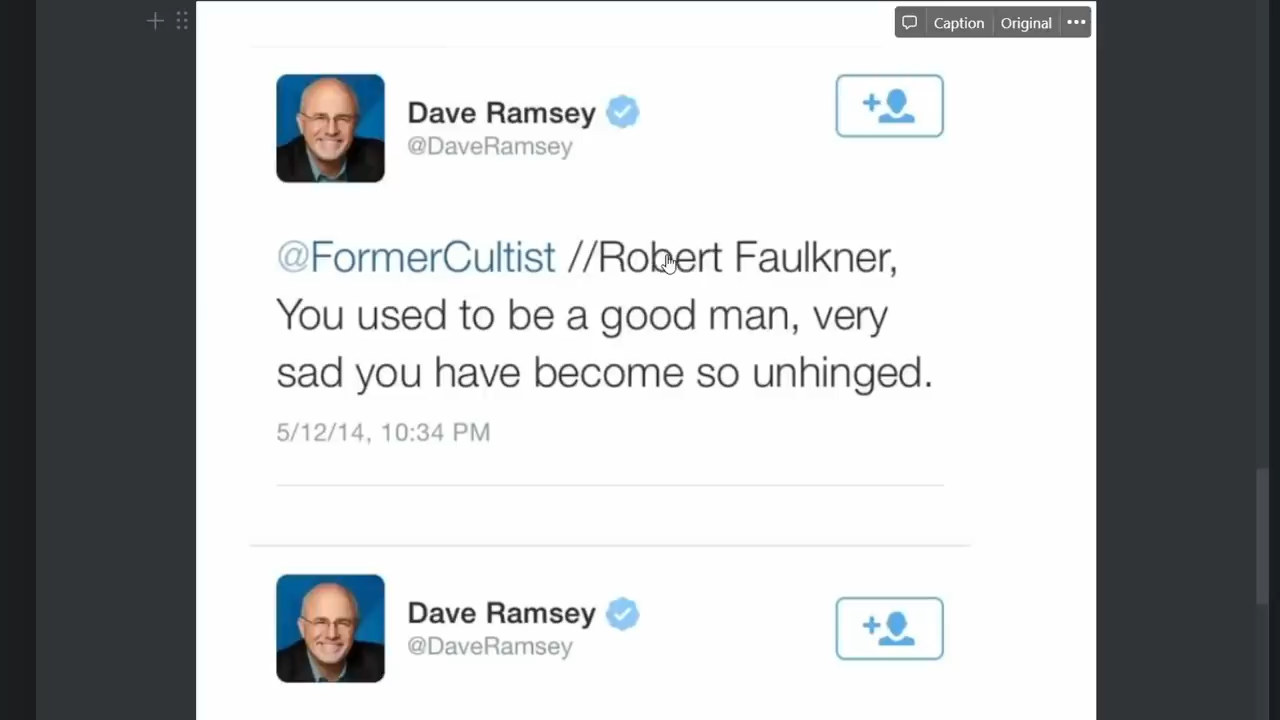 Caption Original
Dave Ramsey
@DaveRamsey
@FormerCultist //Robert Faulkner,
You used to be a good man, very
sad you have become so unhinged.
5/12/14, 10:34 PM
Dave Ramsey
@DaveRamsey